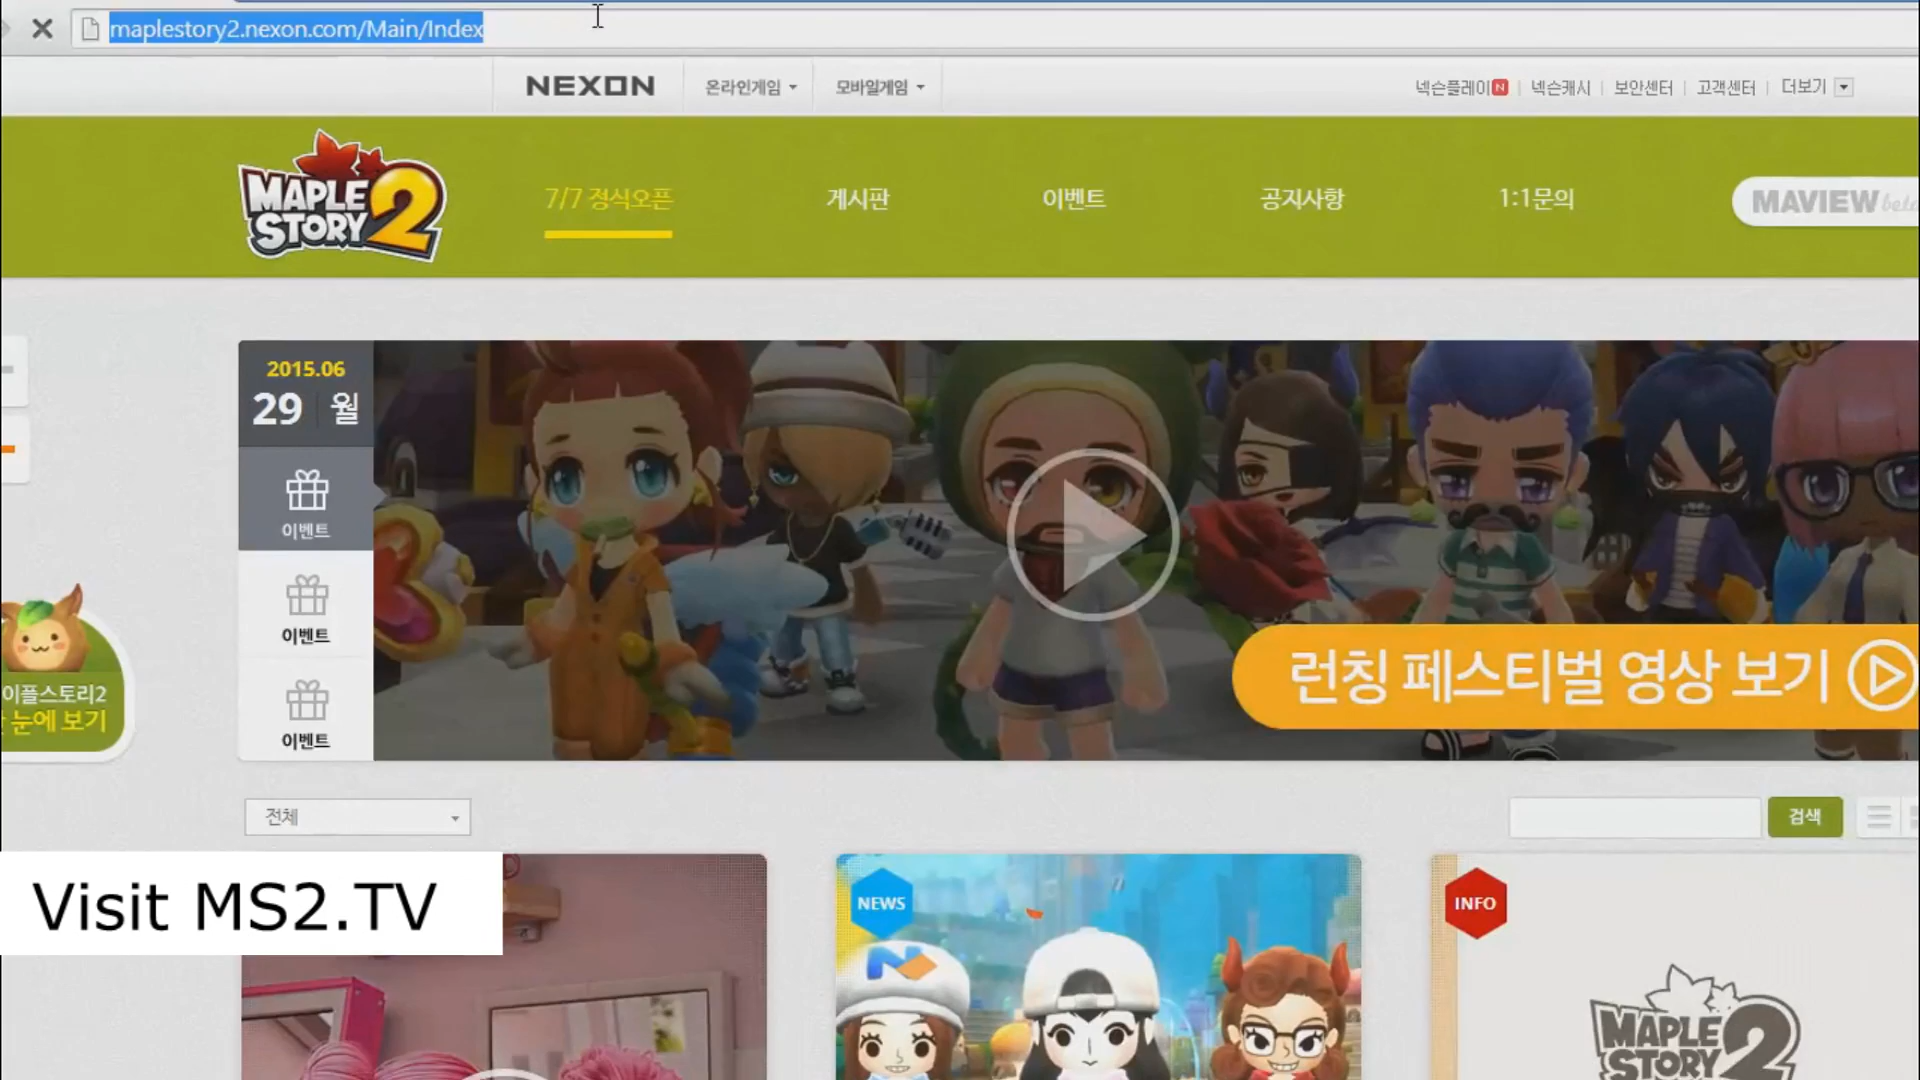 maplestory2.nexon.com/Main/Index
NEXON
온라인게임
모바일게임
넥슨플레이 N
넥슨캐시
보안센터
고객센터
더보기
MAPLE STORY 2
7/7 정식오픈
게시판
이벤트
공지사항
1:1문의
MAVIEW beta
2015.06
29 월
이벤트
이벤트
이벤트
런칭 페스티벌 영상 보기
이플스토리2
눈에 보기
전체
검색
Visit MS2.TV
NEWS
INFO
MAPLE STORY 2